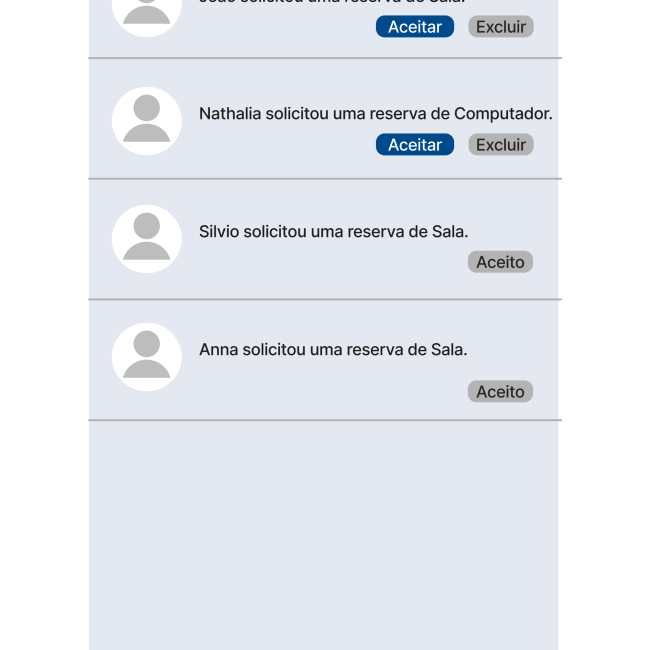 João solicitou uma reserva de Sala.
Aceitar Excluir
Nathalia solicitou uma reserva de Computador.
Aceitar Excluir
Silvio solicitou uma reserva de Sala.
Aceito
Anna solicitou uma reserva de Sala.
Aceito